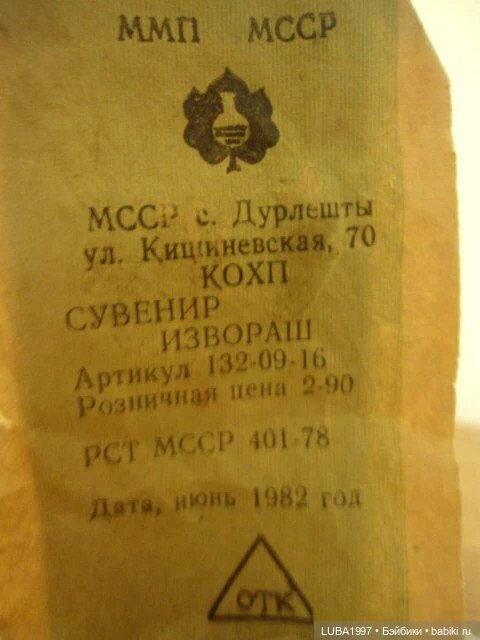 ММП МССР
МССР с. Дурлешты
ул. Кишиневская, 70
КОХП
СУВЕНИР
ИЗВОРАШ
Артикул 132-09-16
Розничная цена 2-90
РСТ МССР 401-78
Дата, июнь 1982 год
ОТК
LUBA1997 • Бэйбики • babiki.ru